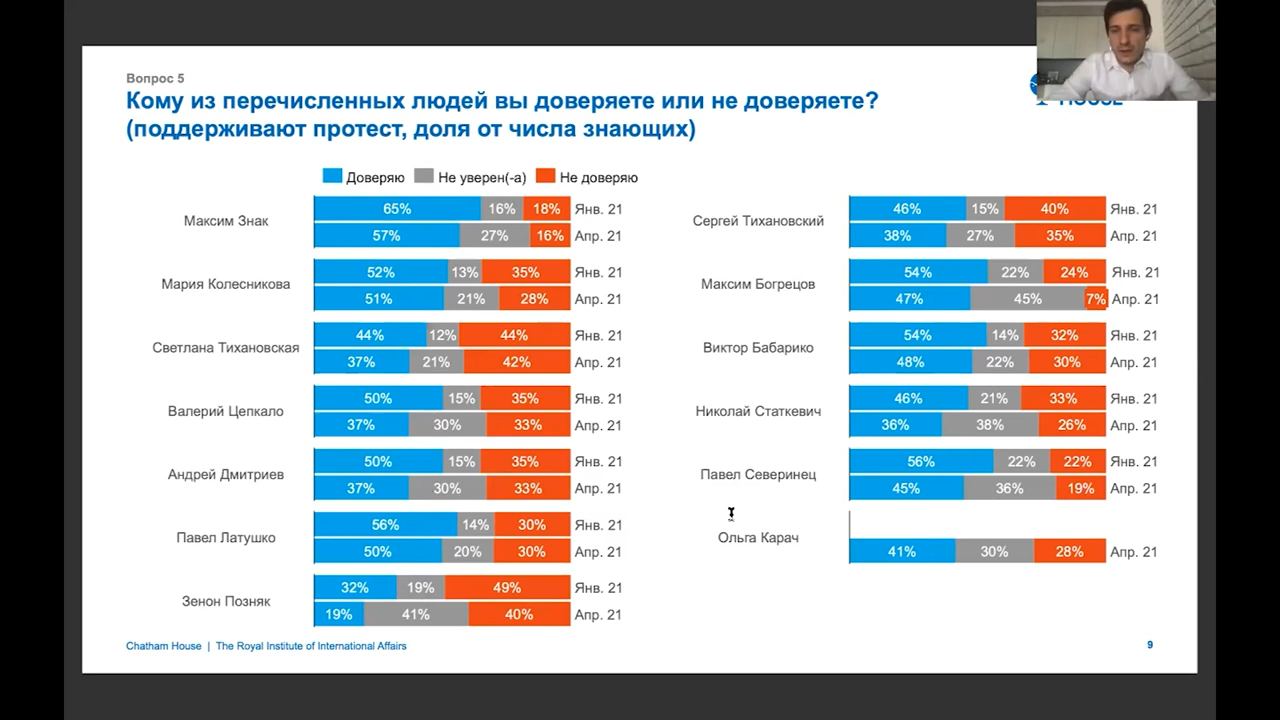 Вопрос 5
Кому из перечисленных людей вы доверяете или не доверяете?
(поддерживают протест, доля от числа знающих)
HOUSE
Доверяю Не уверен(-а) Не доверяю
Максим Знак
65% 16% 18% Янв. 21
57% 27% 16% Апр. 21
Мария Колесникова
52% 13% 35% Янв. 21
51% 21% 28% Апр. 21
Светлана Тихановская
44% 12% 44% Янв. 21
37% 21% 42% Апр. 21
Валерий Цепкало
50% 15% 35% Янв. 21
37% 30% 33% Апр. 21
Андрей Дмитриев
50% 15% 35% Янв. 21
37% 30% 33% Апр. 21
Павел Латушко
56% 14% 30% Янв. 21
50% 20% 30% Апр. 21
Зенон Позняк
32% 19% 49% Янв. 21
19% 41% 40% Апр. 21
Сергей Тихановский
46% 15% 40% Янв. 21
38% 27% 35% Апр. 21
Максим Богрецов
54% 22% 24% Янв. 21
47% 45% 7% Апр. 21
Виктор Бабарико
54% 14% 32% Янв. 21
48% 22% 30% Апр. 21
Николай Статкевич
46% 21% 33% Янв. 21
36% 38% 26% Апр. 21
Павел Северинец
56% 22% 22% Янв. 21
45% 36% 19% Апр. 21
Ольга Карач
41% 30% 28% Апр. 21
Chatham House | The Royal Institute of International Affairs
9